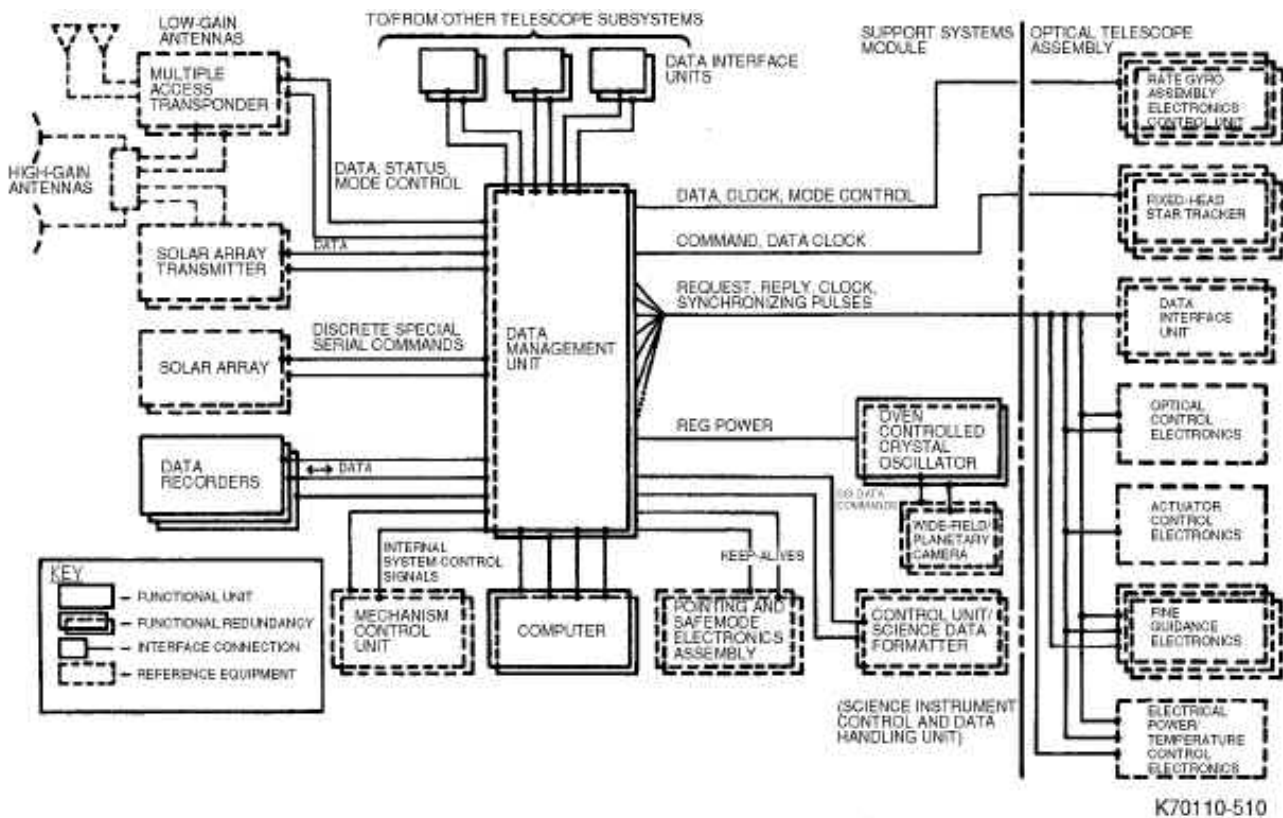 TO/FROM OTHER TELESCOPE SUBSYSTEMS
LOW-GAIN
ANTENNAS
MULTIPLE
ACCESS
TRANSPONDER
HIGH-GAIN
ANTENNAS
DATA INTERFACE
UNITS
SUPPORT SYSTEMS
MODULE
OPTICAL TELESCOPE
ASSEMBLY
RATE GYRO
ASSEMBLY
ELECTRONICS
CONTROL UNIT
DATA, STATUS,
MODE CONTROL
DATA, CLOCK, MODE CONTROL
FIXED-HEAD
STAR TRACKER
DATA
SOLAR ARRAY
TRANSMITTER
COMMAND, DATA CLOCK
REQUEST, REPLY, CLOCK,
SYNCHRONIZING PULSES
DATA
INTERFACE
UNIT
DATA
MANAGEMENT
UNIT
DISCRETE SPECIAL
SERIAL COMMANDS
SOLAR ARRAY
OPTICAL
CONTROL
ELECTRONICS
REG POWER
OVEN
CONTROLLED
CRYSTAL
OSCILLATOR
DATA
RECORDERS
DATA
DATA
COMMANDS
WIDE-FIELD/
PLANETARY
CAMERA
ACTUATOR
CONTROL
ELECTRONICS
INTERNAL
SYSTEM CONTROL
SIGNALS
KEEP-ALIVES
MECHANISM
CONTROL
UNIT
COMPUTER
POINTING AND
SAFEMODE
ELECTRONICS
ASSEMBLY
CONTROL UNIT/
SCIENCE DATA
FORMATTER
FINE
GUIDANCE
ELECTRONICS
(SCIENCE INSTRUMENT
CONTROL AND DATA
HANDLING UNIT)
ELECTRICAL
POWER/
TEMPERATURE
CONTROL
ELECTRONICS
KEY
- FUNCTIONAL UNIT
- FUNCTIONAL REDUNDANCY
- INTERFACE CONNECTION
- REFERENCE EQUIPMENT
K70110-510